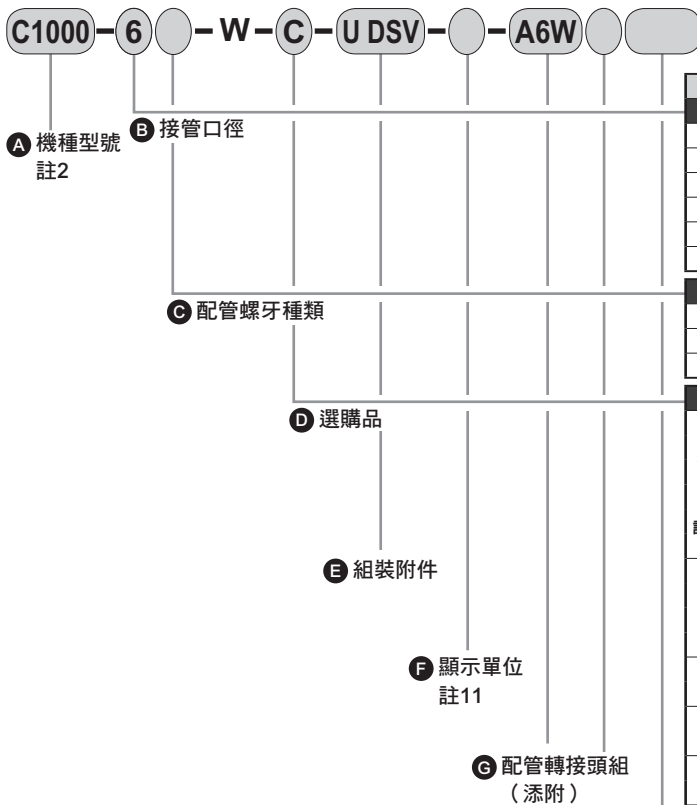 C1000-6 - W - C - U DSV - - A6W
A 機種型號
註2
B 接管口徑
C 配管螺牙種類
D 選購品
E 組裝附件
F 顯示單位
註11
G 配管轉接頭組
（添附）